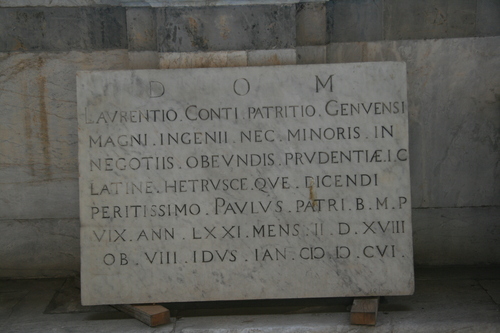 D O M
LAVRENTIO. CONTI. PATRITIO. GENVENSI
MAGNI. INGENII. NEC. MINORIS. IN
NEGOTIIS. OBEVNDIS. PRVDENTIÆ. I.C
LATINE. HETRVSCE. QVE. DICENDI
PERITISSIMO. PAVLVS. PATRI. B.M.P
VIX. ANN. LXXI. MENS. II. D. XVIII
OB. VIII. IDVS. IAN. CIↃ. IↃ. CVI.